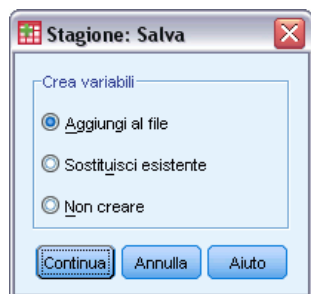 Stagione: Salva
Crea variabili
Aggiungi al file
Sostituisci esistente
Non creare
Continua Annulla Aiuto